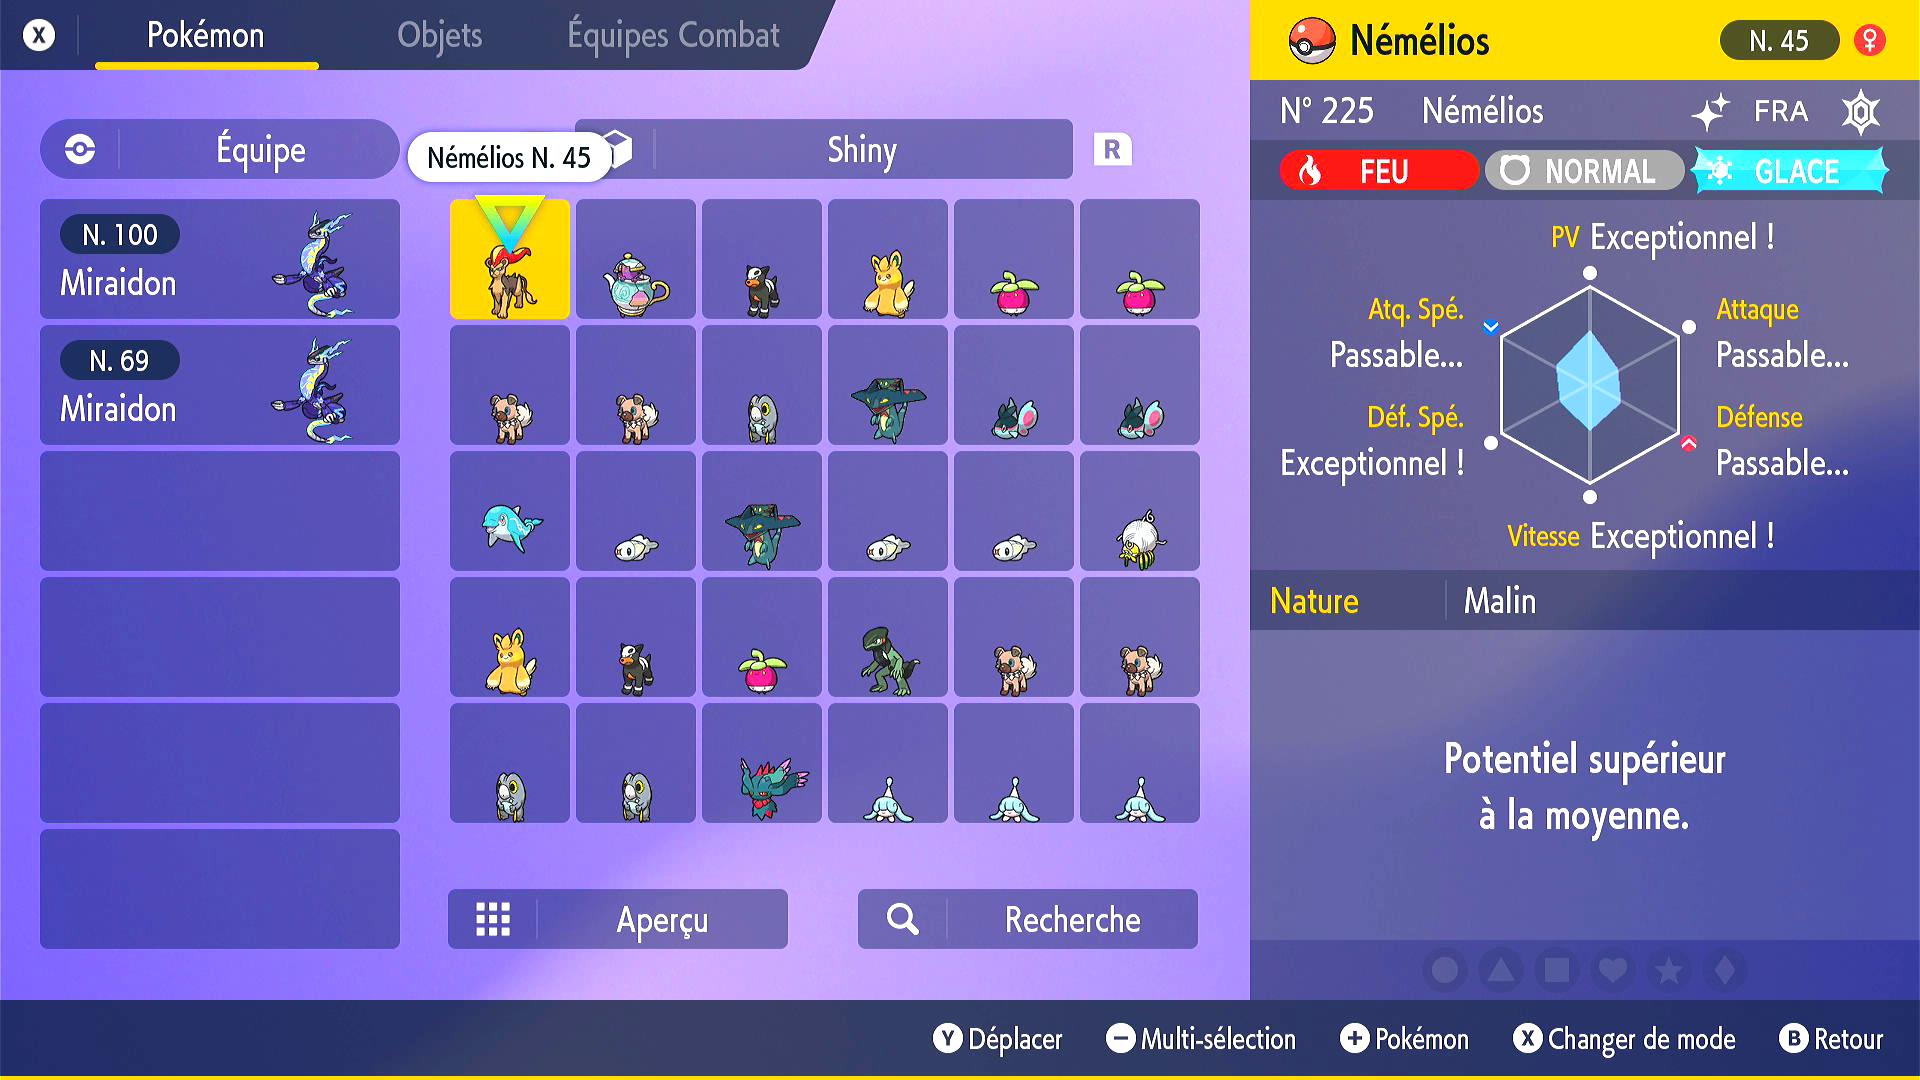 X
Pokémon
Objets
Équipes Combat
Équipe
Némélios N. 45
Shiny
R
N. 100
Miraidon
N. 69
Miraidon
Aperçu
Recherche
Némélios
N. 45
N° 225
Némélios
FRA
FEU
NORMAL
GLACE
PV Exceptionnel !
Atq. Spé.
Passable...
Attaque
Passable...
Déf. Spé.
Exceptionnel !
Défense
Passable...
Vitesse Exceptionnel !
Nature
Malin
Potentiel supérieur
à la moyenne.
Y Déplacer
Multi-sélection
Pokémon
X Changer de mode
B Retour